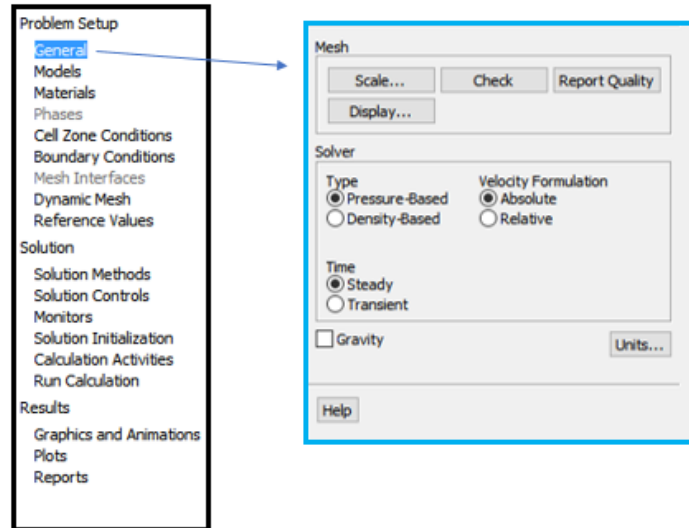 Problem Setup
General
Models
Materials
Phases
Cell Zone Conditions
Boundary Conditions
Mesh Interfaces
Dynamic Mesh
Reference Values
Solution
Solution Methods
Solution Controls
Monitors
Solution Initialization
Calculation Activities
Run Calculation
Results
Graphics and Animations
Plots
Reports
Mesh
Scale... Check Report Quality
Display...
Solver
Type Velocity Formulation
Pressure-Based Absolute
Density-Based Relative
Time
Steady
Transient
Gravity Units...
Help